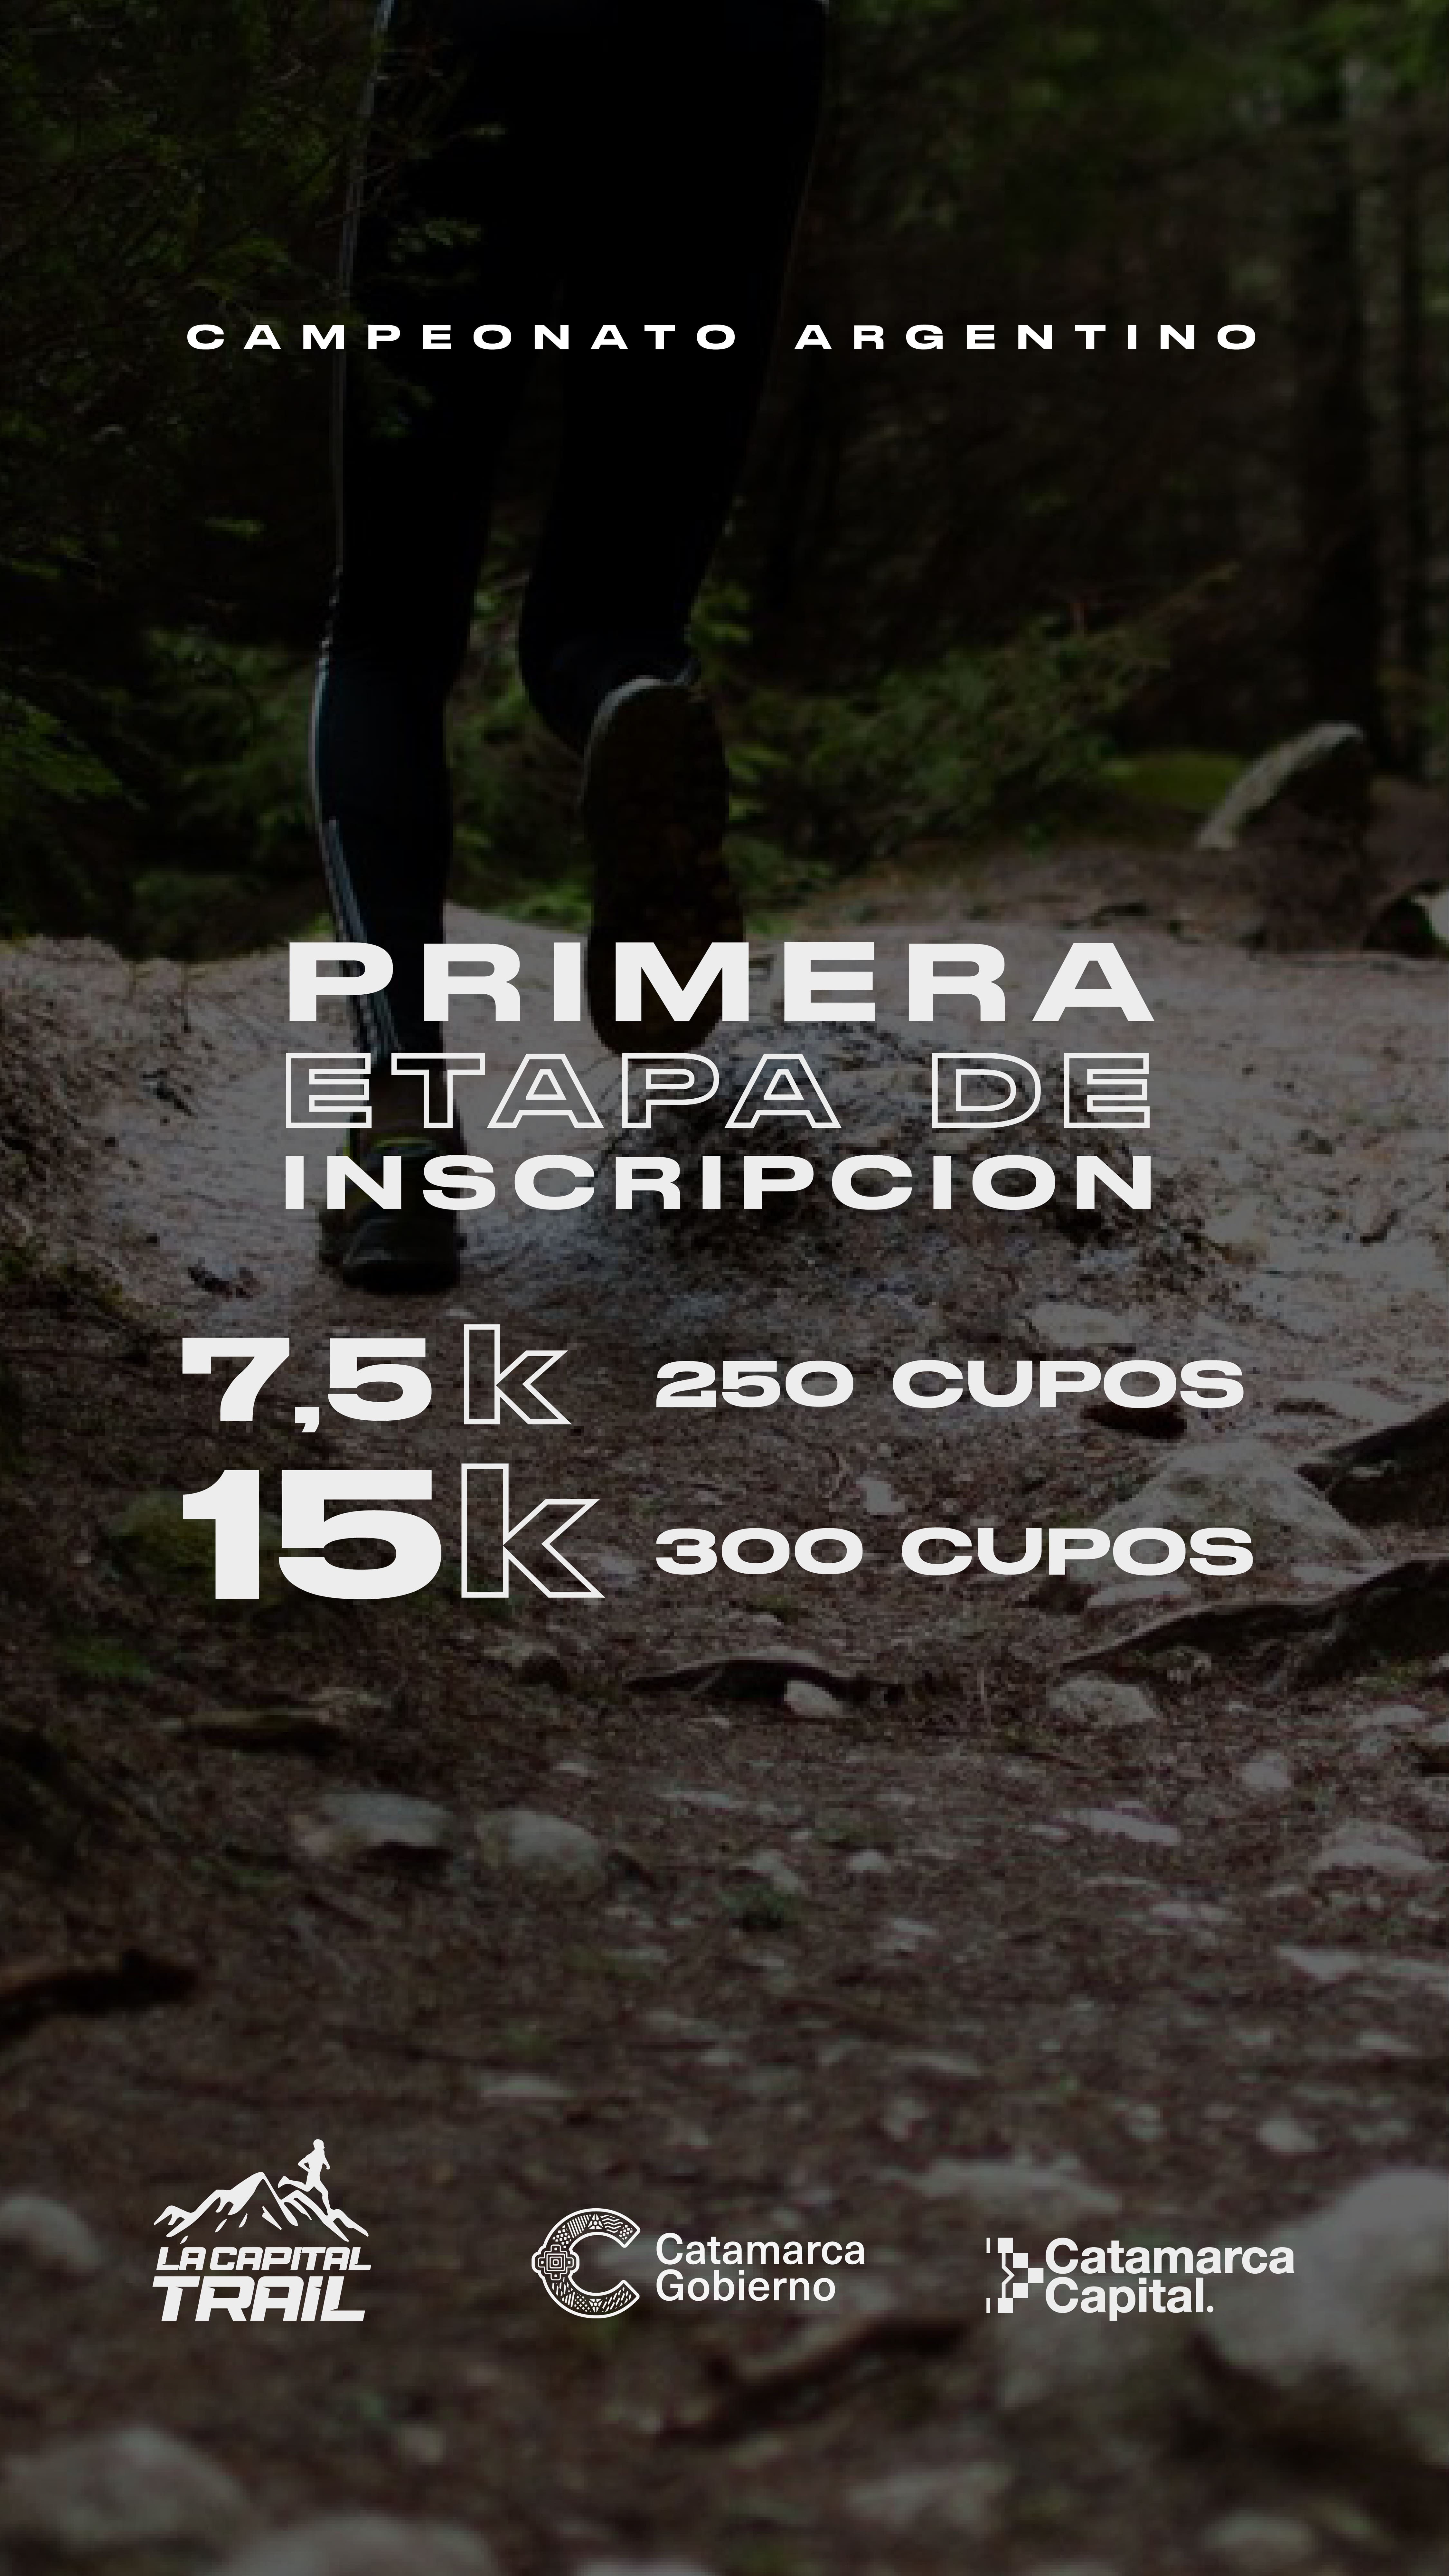 CAMPEONATO ARGENTINO
PRIMERA
ETAPA DE
INSCRIPCION
7,5k 250 CUPOS
15k 300 CUPOS
LA CAPITAL
TRAIL
Catamarca
Gobierno
Catamarca
Capital.